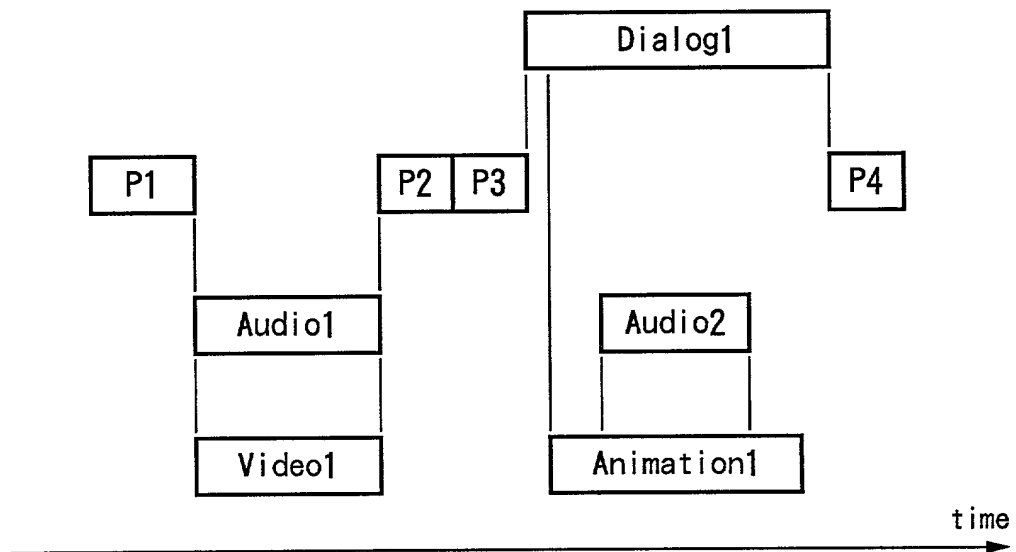 Dialog1
P1
P2
P3
P4
Audio1
Audio2
Video1
Animation1
time